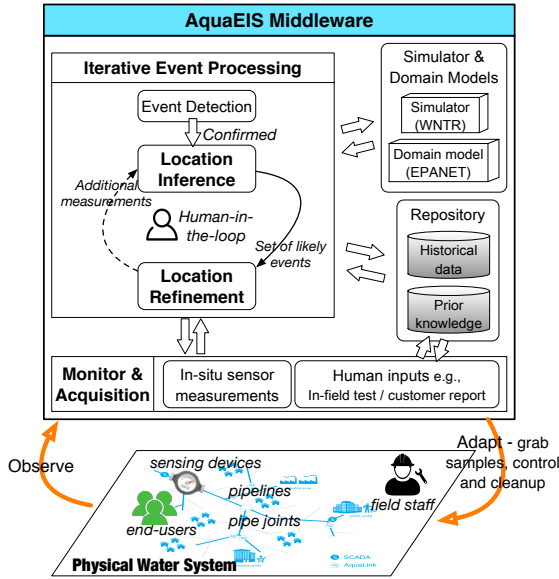 AquaEIS Middleware
Iterative Event Processing
Event Detection
Confirmed
Location
Inference
Additional
measurements
Human-in-
the-loop
Set of likely
events
Location
Refinement
Simulator &
Domain Models
Simulator
(WNTR)
Domain model
(EPANET)
Repository
Historical
data
Prior
knowledge
Monitor &
Acquisition
In-situ sensor
measurements
Human inputs e.g.,
In-field test / customer report
Observe
Adapt - grab
samples, control
and cleanup
sensing devices
pipelines
pipe joints
end-users
field staff
Physical Water System
SCADA
AquaLink